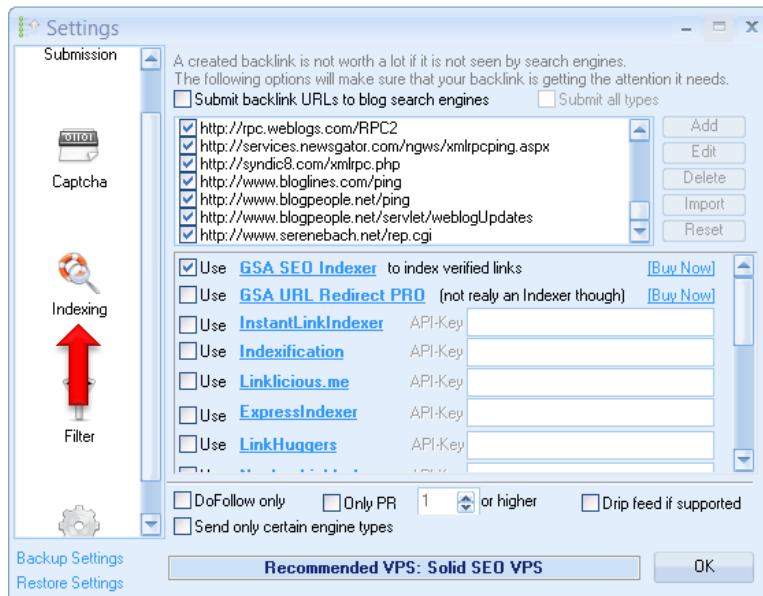 Settings
Submission
Captcha
Indexing
Filter
Backup Settings
Restore Settings
A created backlink is not worth a lot if it is not seen by search engines.
The following options will make sure that your backlink is getting the attention it needs.
Submit backlink URLs to blog search engines Submit all types
http://rpc.weblogs.com/RPC2
http://services.newsgator.com/ngws/xmlrpcping.aspx
http://syndic8.com/xmlrpc.php
http://www.bloglines.com/ping
http://www.blogpeople.net/ping
http://www.blogpeople.net/servlet/weblogUpdates
http://www.serenebach.net/rep.cgi
Add
Edit
Delete
Import
Reset
Use GSA SEO Indexer to index verified links [Buy Now]
Use GSA URL Redirect PRO (not realy an Indexer though) [Buy Now]
Use InstantLinkIndexer API-Key
Use Indexification API-Key
Use Linklicious.me API-Key
Use ExpressIndexer API-Key
Use LinkHuggers API-Key
DoFollow only Only PR 1 or higher Drip feed if supported
Send only certain engine types
Recommended VPS: Solid SEO VPS
OK